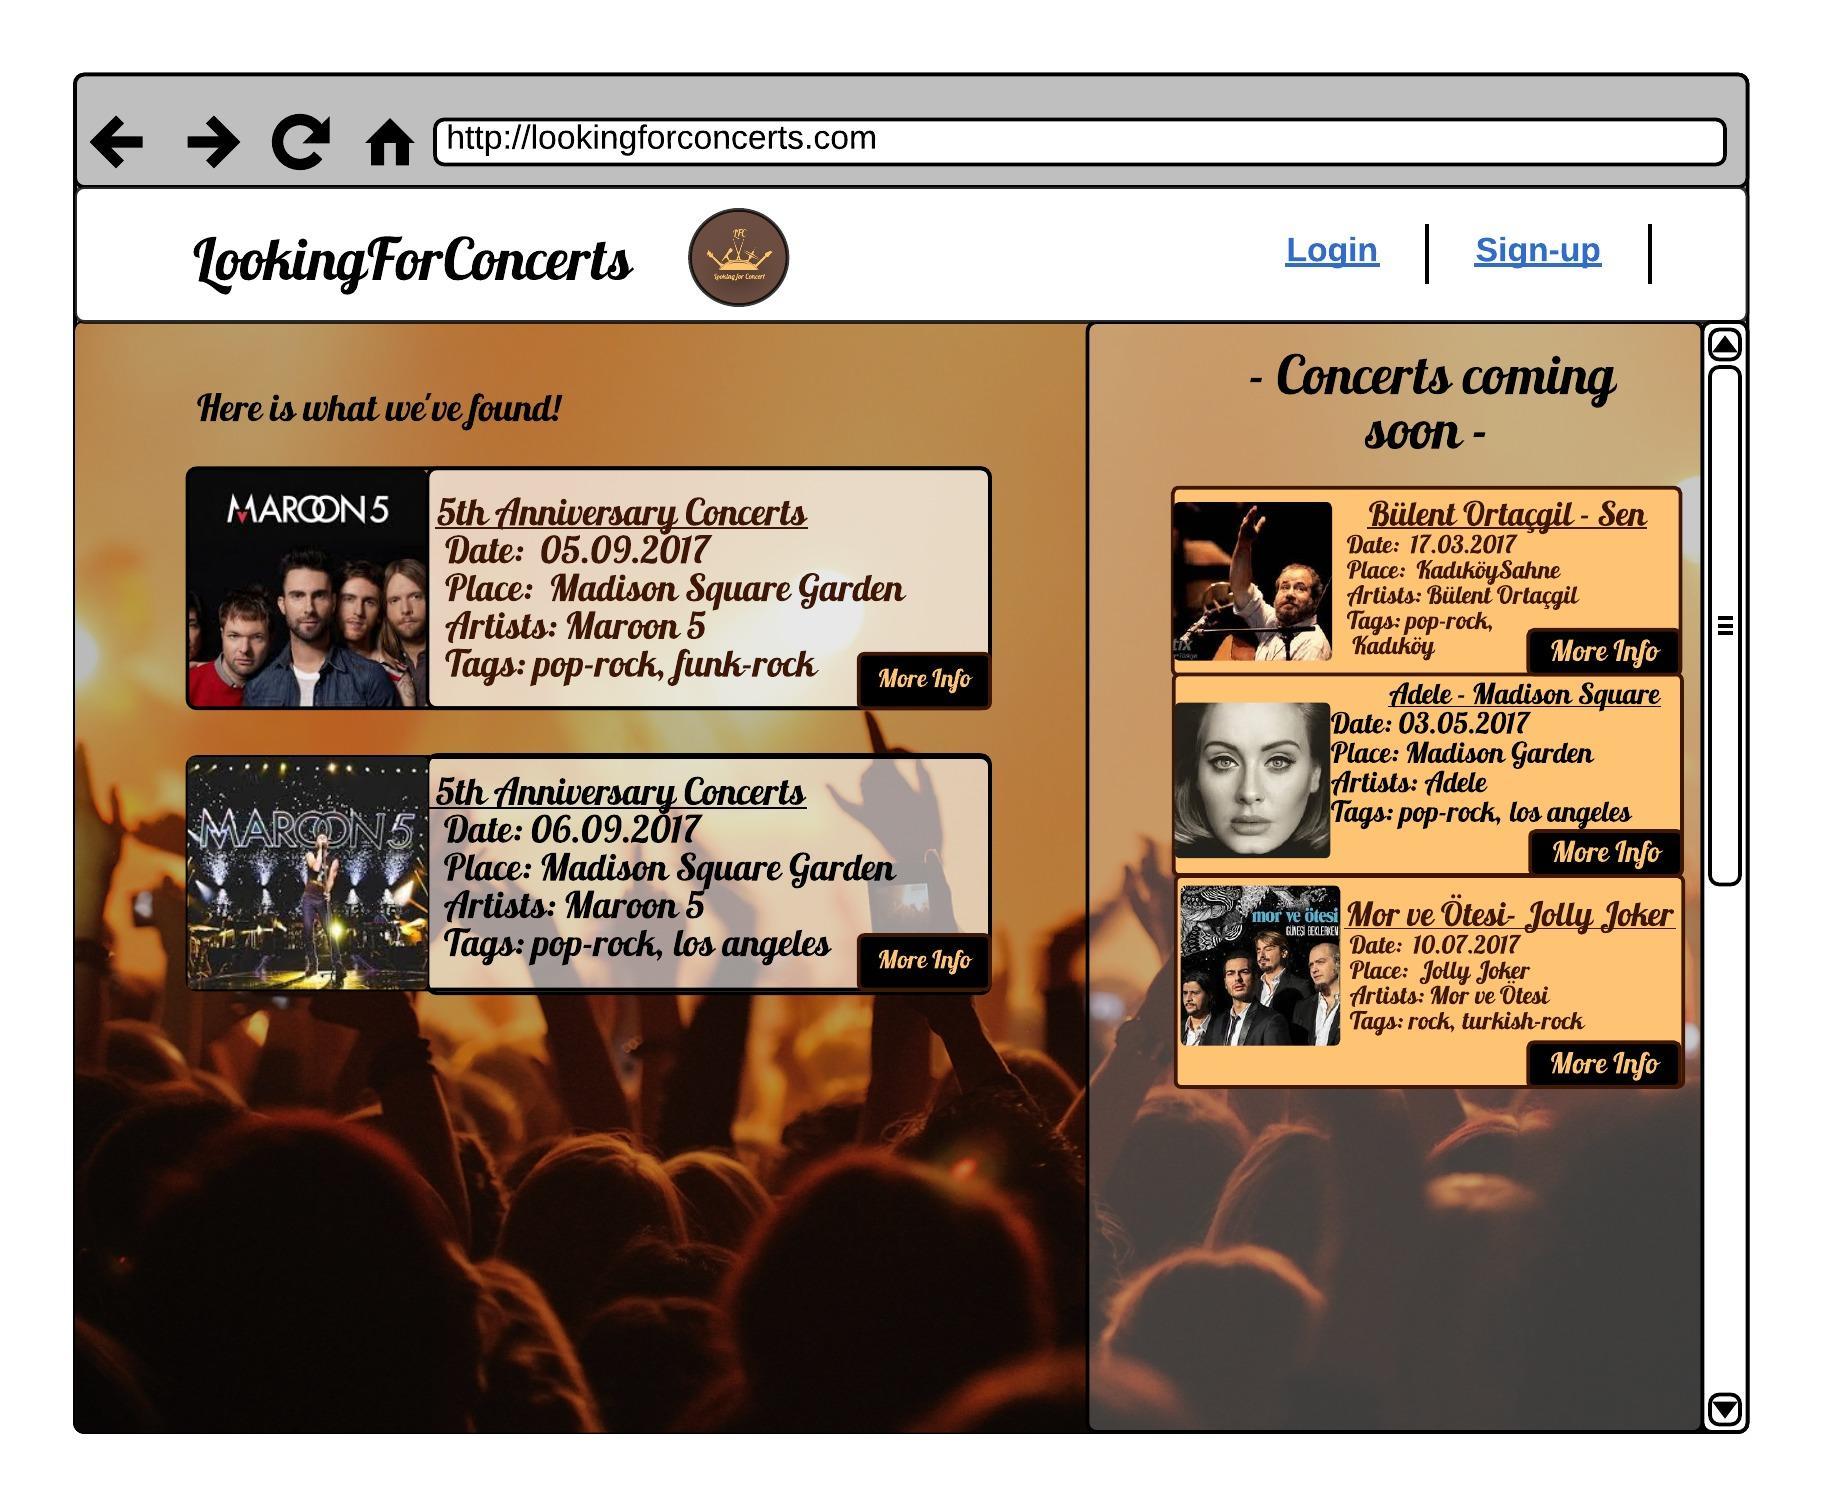 http://lookingforconcerts.com
LookingForConcerts
LFC
Looking for Concert
Login
Sign-up
Here is what we've found!
MAROON 5
5th Anniversary Concerts
Date: 05.09.2017
Place: Madison Square Garden
Artists: Maroon 5
Tags: pop-rock, funk-rock
More Info
MAROON 5
5th Anniversary Concerts
Date: 06.09.2017
Place: Madison Square Garden
Artists: Maroon 5
Tags: pop-rock, los angeles
More Info
- Concerts coming
soon -
Bülent Ortaçgil - Sen
Date: 17.03.2017
Place: KadıköySahne
Artists: Bülent Ortaçgil
Tags: pop-rock,
Kadıköy
More Info
Adele - Madison Square
Date: 03.05.2017
Place: Madison Garden
Artists: Adele
Tags: pop-rock, los angeles
More Info
mor ve ötesi
GÜNEŞİ BEKLERKEN
Mor ve Ötesi- Jolly Joker
Date: 10.07.2017
Place: Jolly Joker
Artists: Mor ve Ötesi
Tags: rock, turkish-rock
More Info